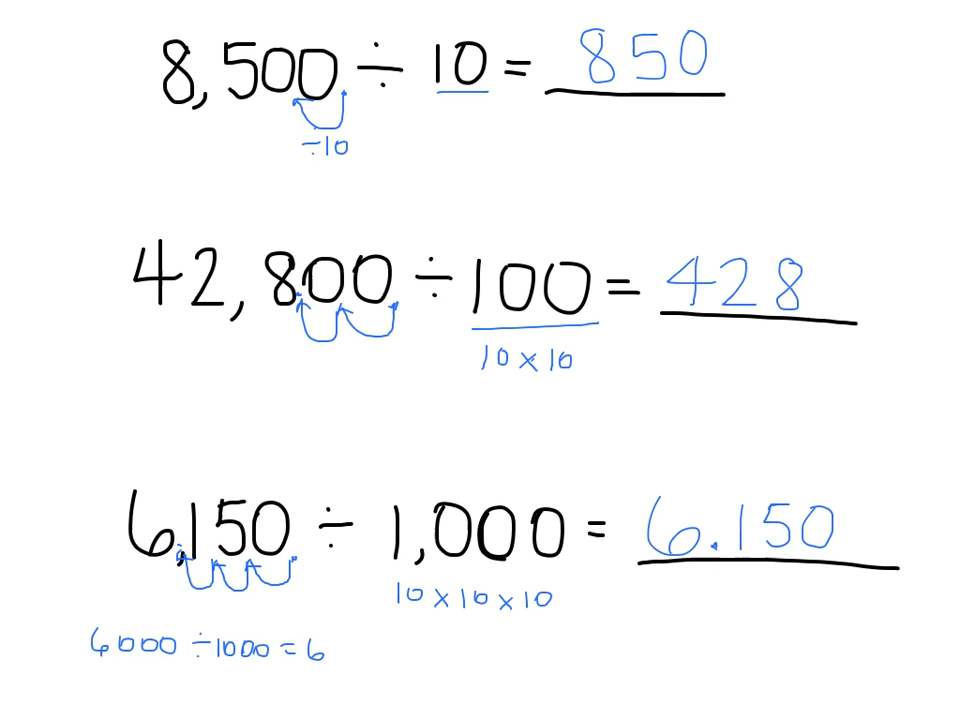 8,500 ÷ 10 = 850
÷10
42,800 ÷ 100 = 428
10 x 10
6,150 ÷ 1,000 = 6.150
10 x 10 x 10
6000 ÷ 1000 = 6